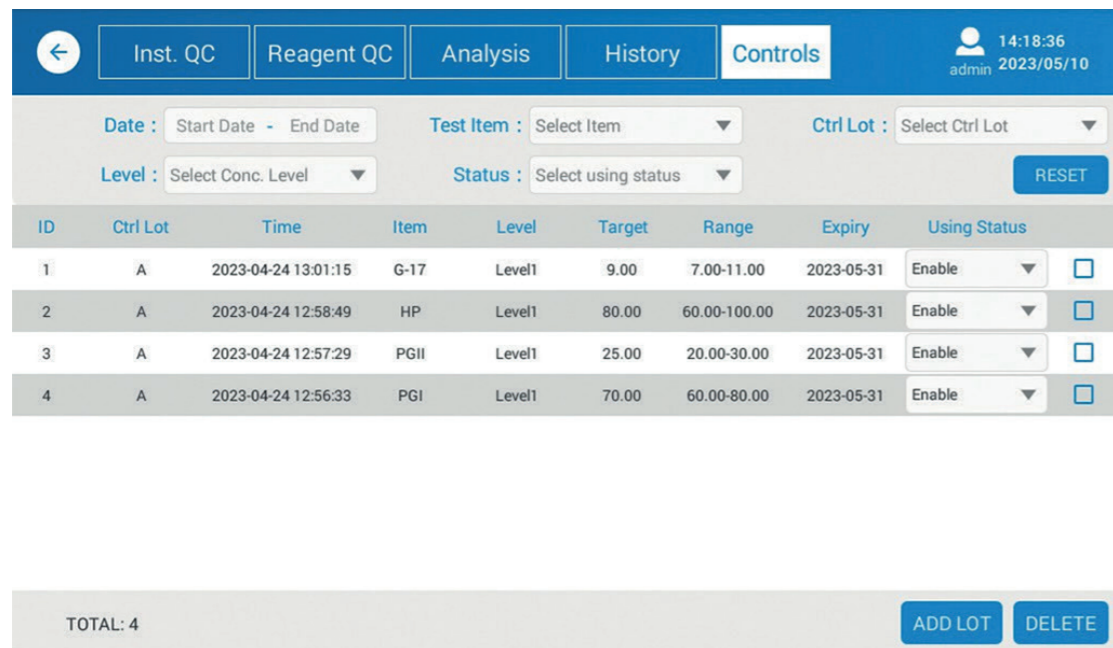 Inst. QC Reagent QC Analysis History Controls
14:18:36
admin 2023/05/10
Date : Start Date - End Date Test Item : Select Item Ctrl Lot : Select Ctrl Lot
Level : Select Conc. Level Status : Select using status RESET
ID Ctrl Lot Time Item Level Target Range Expiry Using Status
1 A 2023-04-24 13:01:15 G-17 Level1 9.00 7.00-11.00 2023-05-31 Enable
2 A 2023-04-24 12:58:49 HP Level1 80.00 60.00-100.00 2023-05-31 Enable
3 A 2023-04-24 12:57:29 PGII Level1 25.00 20.00-30.00 2023-05-31 Enable
4 A 2023-04-24 12:56:33 PGI Level1 70.00 60.00-80.00 2023-05-31 Enable
TOTAL: 4 ADD LOT DELETE